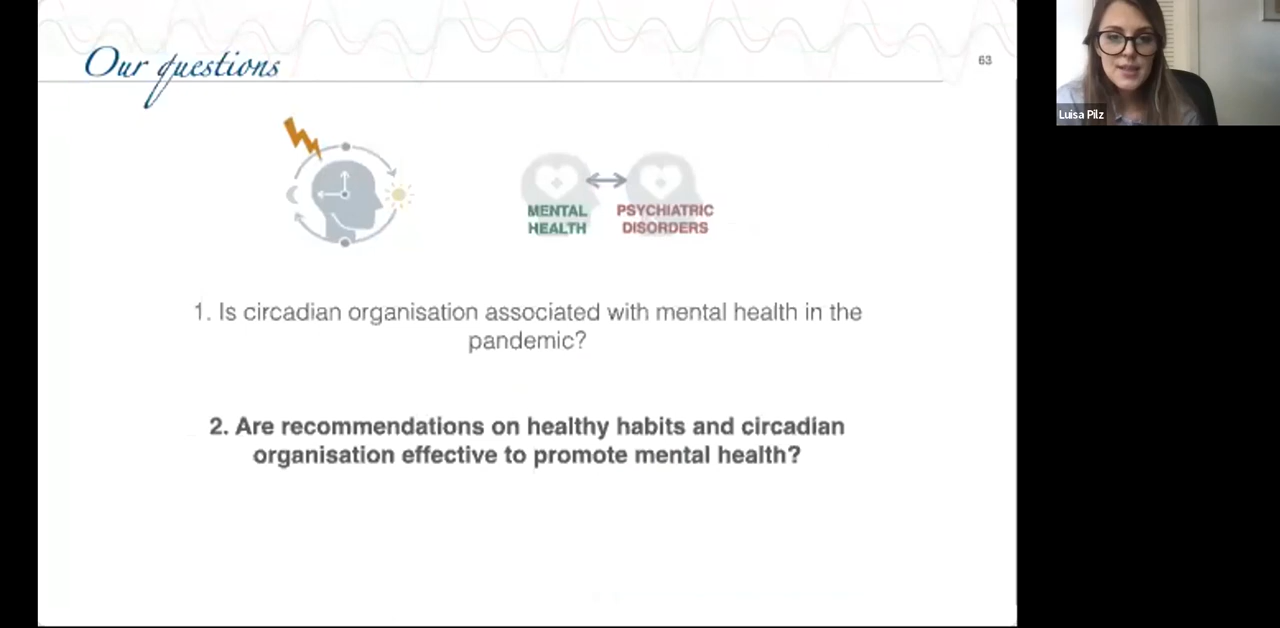 Our questions
63
Luisa Pilz
MENTAL
HEALTH
PSYCHIATRIC
DISORDERS
1. Is circadian organisation associated with mental health in the
pandemic?
2. Are recommendations on healthy habits and circadian
organisation effective to promote mental health?